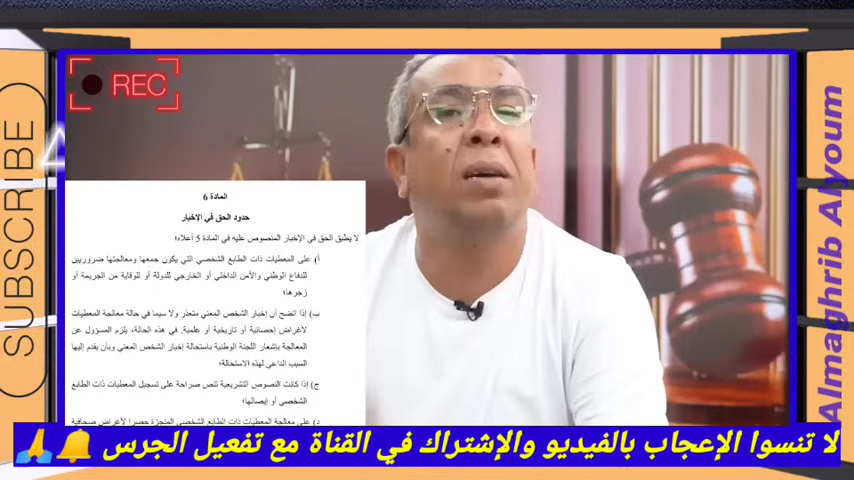 REC
SUBSCRIBE
Almaghrib Alyoum
المادة 6
حدود الحق في الإخبار
لا يطبق الحق في الإخبار المنصوص عليه في المادة 5 أعلاه؛
أ) على المعطيات ذات الطابع الشخصي التي يكون جمعها ومعالجتها ضروريين
للدفاع الوطني والأمن الداخلي أو الخارجي للدولة أو للوقاية من الجريمة أو
زجرها؛
ب) إذا اتضح أن إخبار الشخص المعني متعذر ولا سيما في حالة معالجة المعطيات
لأغراض إحصائية أو تاريخية أو علمية. في هذه الحالة، يلزم المسؤول عن
المعالجة بإشعار اللجنة الوطنية باستحالة إخبار الشخص المعني وبأن يقدم إليها
السبب الداعي لهذه الاستحالة؛
ج) إذا كانت النصوص التشريعية تنص صراحة على تسجيل المعطيات ذات الطابع
الشخصي أو إيصالها؛
د) على معالجة المعطيات ذات الطابع الشخصي المنجزة حصرا لأغراض صحافية
لا تنسوا الإعجاب بالفيديو والإشتراك في القناة مع تفعيل الجرس 🔔🙏